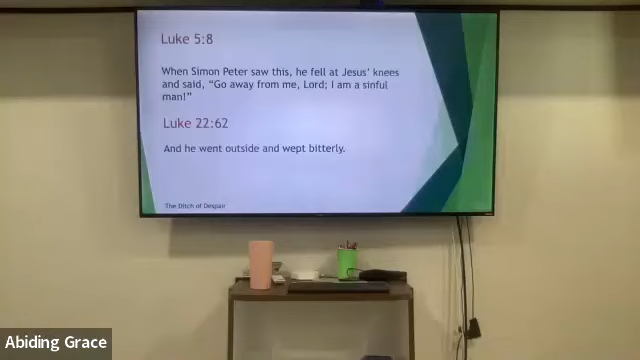 Luke 5:8
When Simon Peter saw this, he fell at Jesus’ knees
and said, “Go away from me, Lord; I am a sinful
man!”
Luke 22:62
And he went outside and wept bitterly.
The Ditch of Despair
Abiding Grace